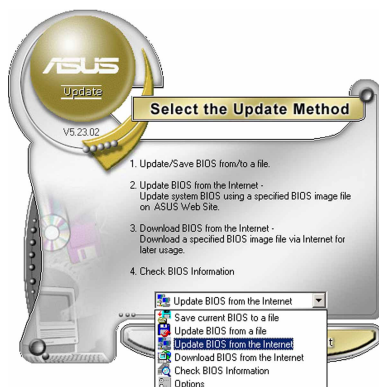 ASUS
Update
V5.23.02
Select the Update Method
1. Update/Save BIOS from/to a file.
2. Update BIOS from the Internet -
Update system BIOS using a specified BIOS image file
on ASUS Web Site.
3. Download BIOS from the Internet -
Download a specified BIOS image file via Internet for
later usage.
4. Check BIOS Information
Update BIOS from the Internet
Save current BIOS to a file
Update BIOS from a file
Update BIOS from the Internet
Download BIOS from the Internet
Check BIOS Information
Options